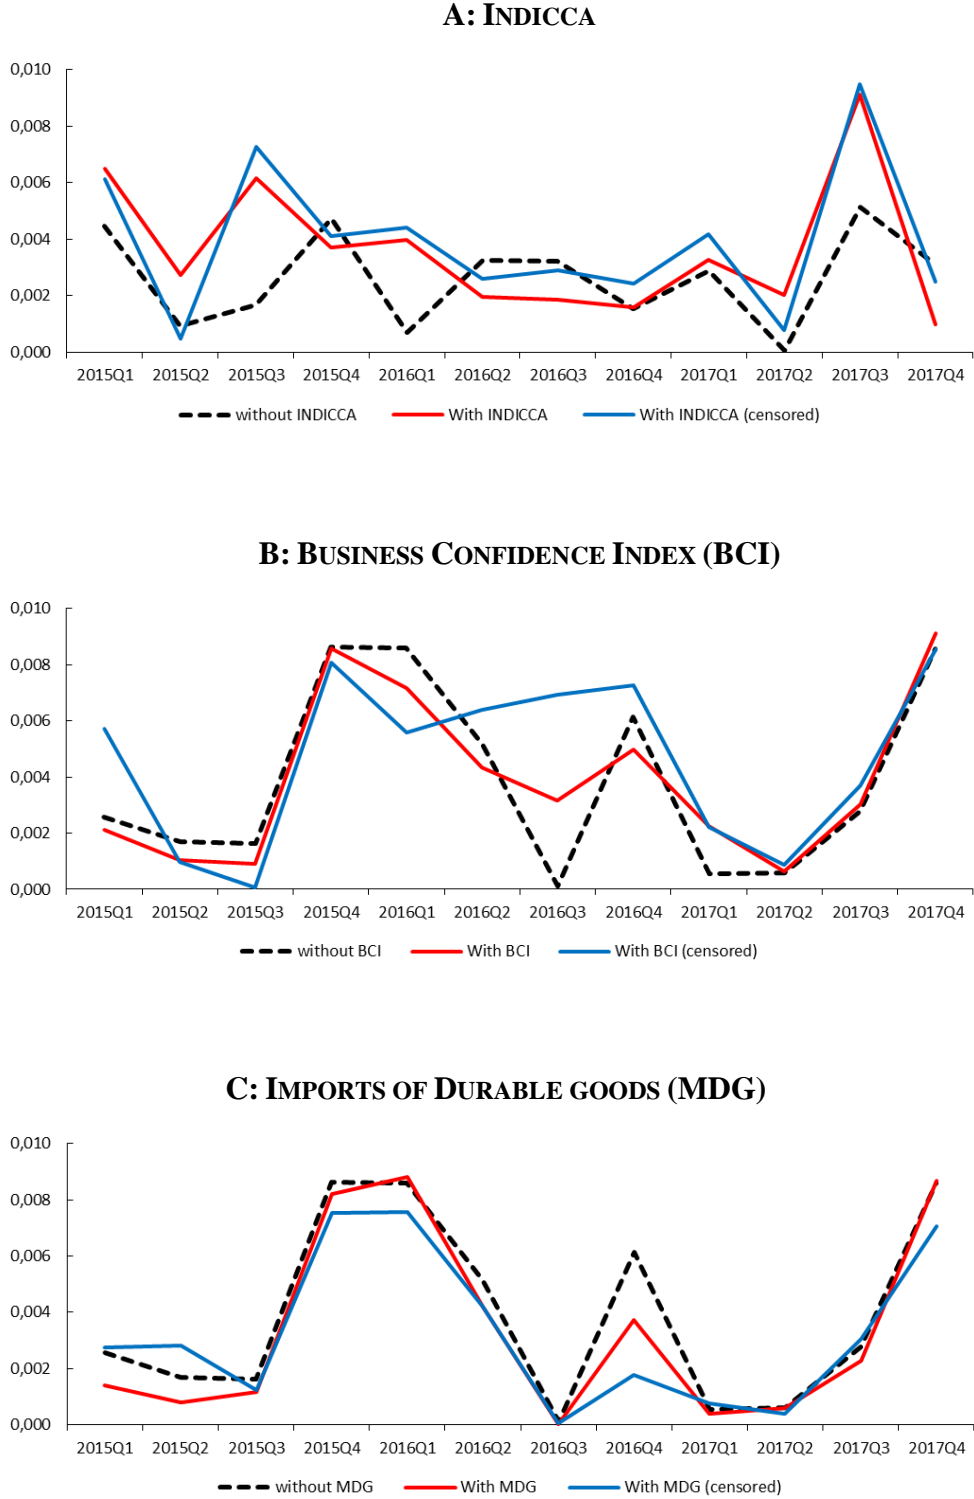 A: INDICCA
0,010
0,008
0,006
0,004
0,002
0,000
2015Q1 2015Q2 2015Q3 2015Q4 2016Q1 2016Q2 2016Q3 2016Q4 2017Q1 2017Q2 2017Q3 2017Q4
without INDICCA With INDICCA With INDICCA (censored)
B: BUSINESS CONFIDENCE INDEX (BCI)
0,010
0,008
0,006
0,004
0,002
0,000
2015Q1 2015Q2 2015Q3 2015Q4 2016Q1 2016Q2 2016Q3 2016Q4 2017Q1 2017Q2 2017Q3 2017Q4
without BCI With BCI With BCI (censored)
C: IMPORTS OF DURABLE GOODS (MDG)
0,010
0,008
0,006
0,004
0,002
0,000
2015Q1 2015Q2 2015Q3 2015Q4 2016Q1 2016Q2 2016Q3 2016Q4 2017Q1 2017Q2 2017Q3 2017Q4
without MDG With MDG With MDG (censored)